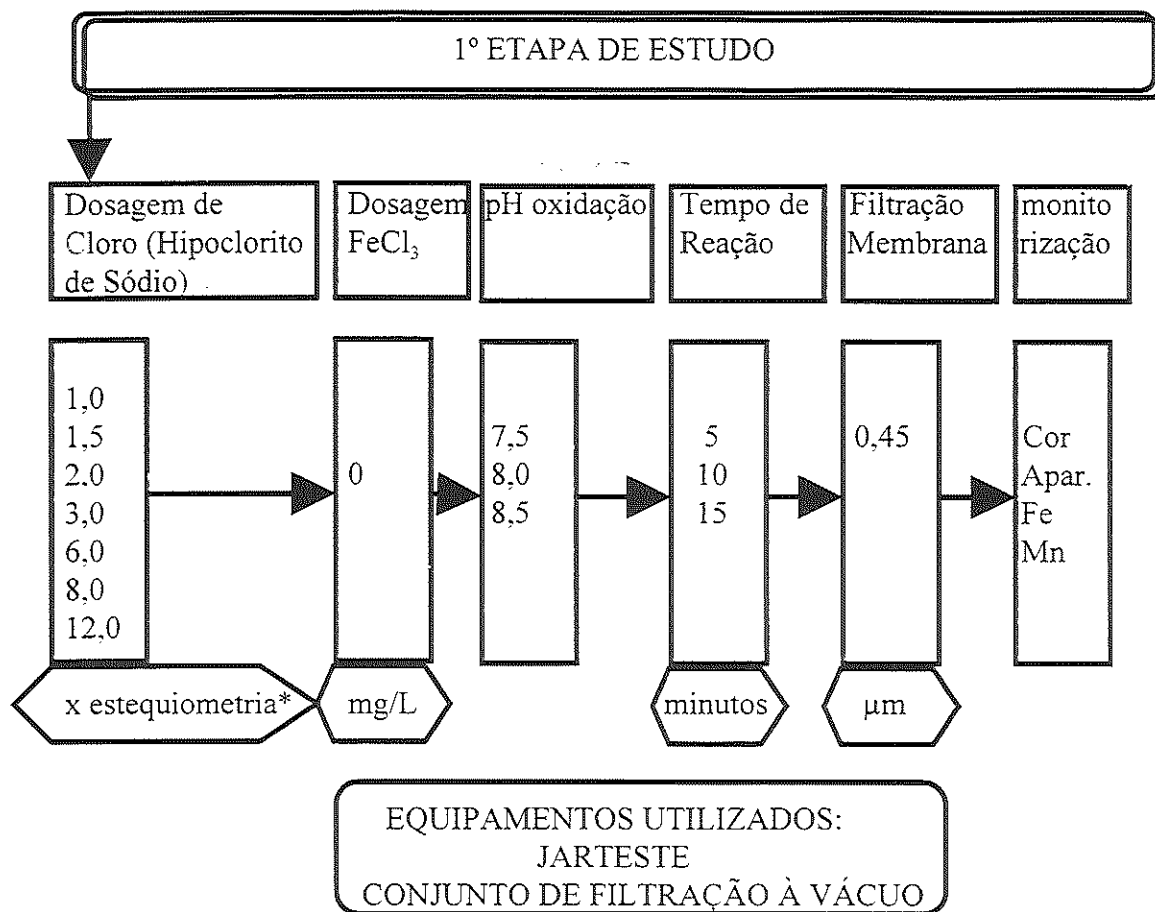 1º ETAPA DE ESTUDO
Dosagem de
Cloro (Hipoclorito
de Sódio)
Dosagem
FeCl₃
pH oxidação
Tempo de
Reação
Filtração
Membrana
monito
rização
1,0
1,5
2,0
3,0
6,0
8,0
12,0
0
7,5
8,0
8,5
5
10
15
0,45
Cor
Apar.
Fe
Mn
x estequiometria*
mg/L
minutos
µm
EQUIPAMENTOS UTILIZADOS:
JARTESTE
CONJUNTO DE FILTRAÇÃO À VÁCUO